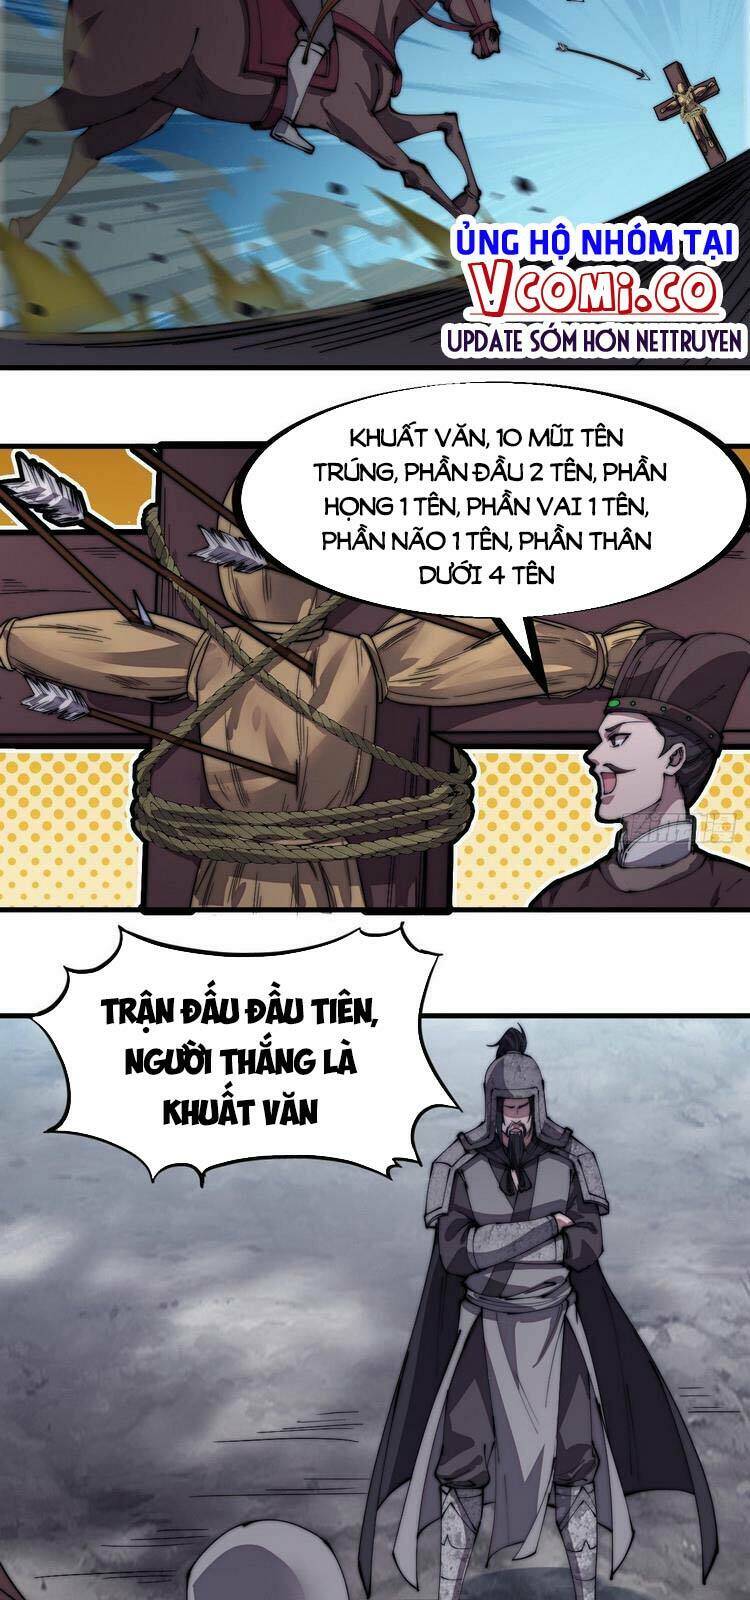 ỦNG HỘ NHÓM TẠI
VCOMI.CO
UPDATE SỚM HƠN NETTRUYEN
KHUẤT VĂN, 10 MŨI TÊN
TRÚNG, PHẦN ĐẦU 2 TÊN, PHẦN
HỌNG 1 TÊN, PHẦN VAI 1 TÊN,
PHẦN NÃO 1 TÊN, PHẦN THÂN
DƯỚI 4 TÊN
TRẬN ĐẤU ĐẦU TIÊN,
NGƯỜI THẮNG LÀ
KHUẤT VĂN